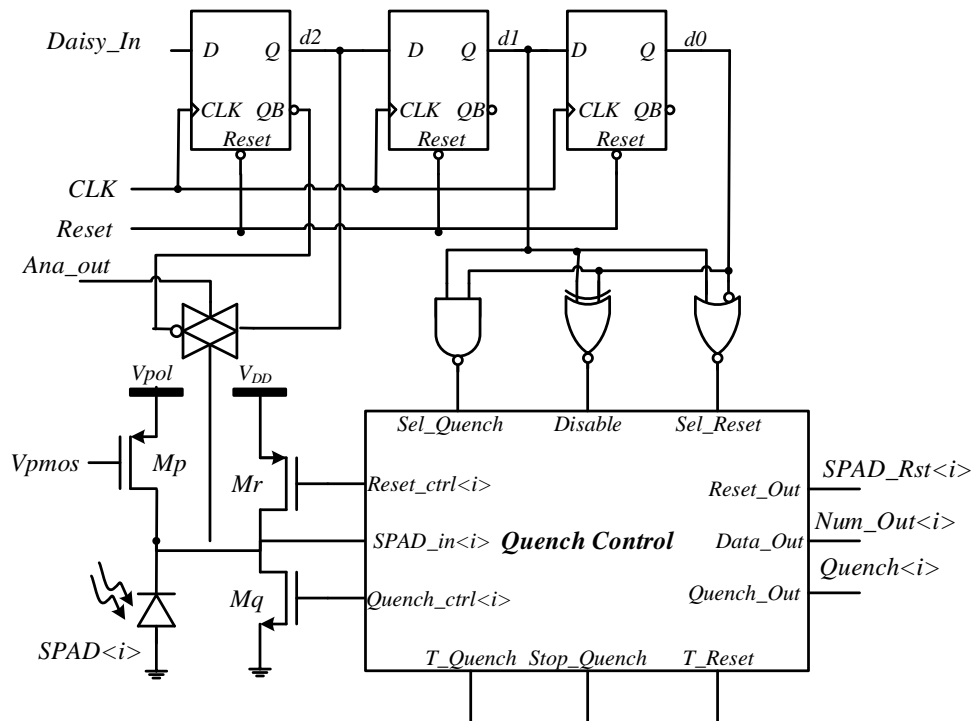 Daisy_In
D Q d2
CLK QB
Reset
D Q d1
CLK QB
Reset
D Q d0
CLK QB
Reset
CLK
Reset
Ana_out
Vpol
VDD
Vpmos
Mp
Mr
Mq
SPAD<i>
Sel_Quench Disable Sel_Reset
Reset_ctrl<i>
Reset_Out
SPAD_Rst<i>
SPAD_in<i>
Quench Control
Data_Out
Num_Out<i>
Quench_ctrl<i>
Quench_Out
Quench<i>
T_Quench Stop_Quench T_Reset